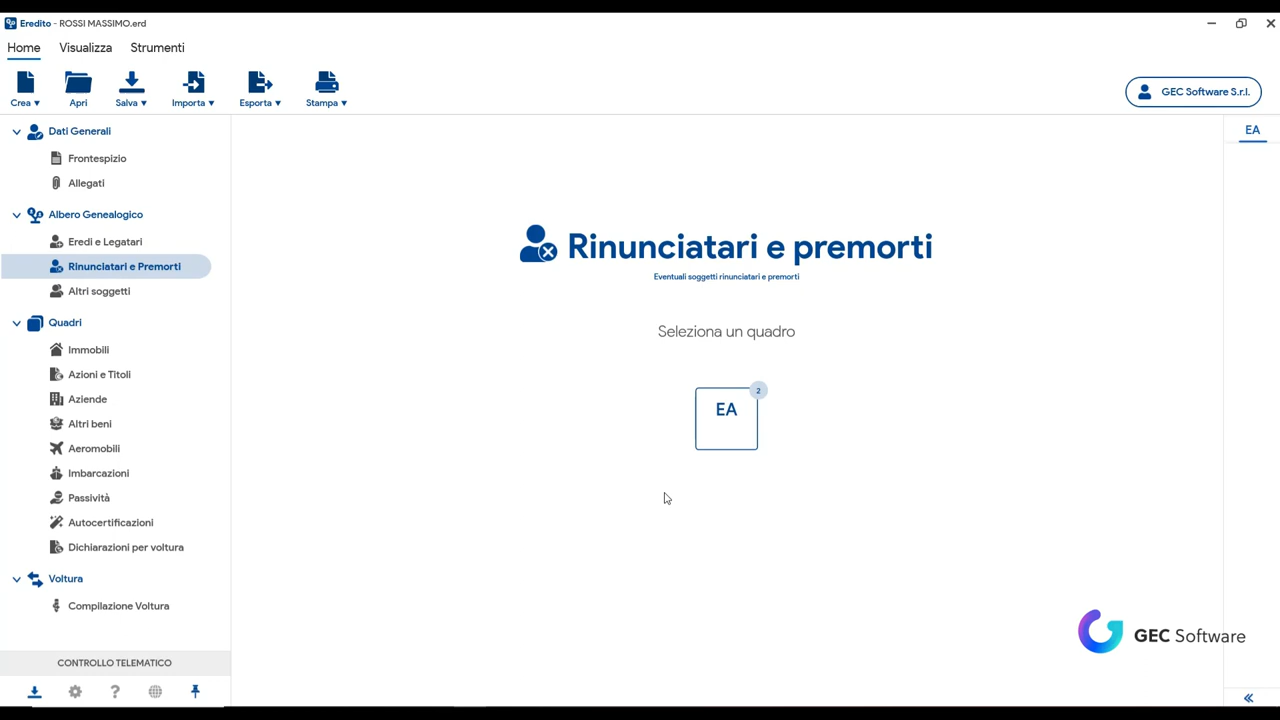 Eredito - ROSSI MASSIMO.erd
Home Visualizza Strumenti
Crea Apri Salva Importa Esporta Stampa
GEC Software S.r.l.
Dati Generali
Frontespizio
Allegati
Albero Genealogico
Eredi e Legatari
Rinunciatari e Premorti
Altri soggetti
Quadri
Immobili
Azioni e Titoli
Aziende
Altri beni
Aeromobili
Imbarcazioni
Passività
Autocertificazioni
Dichiarazioni per voltura
Voltura
Compilazione Voltura
CONTROLLO TELEMATICO
?
Rinunciatari e premorti
Eventuali soggetti rinunciatari e premorti
Seleziona un quadro
2
EA
EA
GEC Software